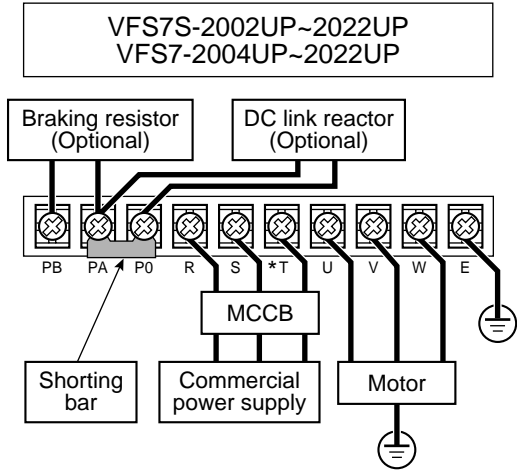 VFS7S-2002UP~2022UP
VFS7-2004UP~2022UP
Braking resistor
(Optional)
DC link reactor
(Optional)
PB PA P0 R S *T U V W E
MCCB
Shorting
bar
Commercial
power supply
Motor